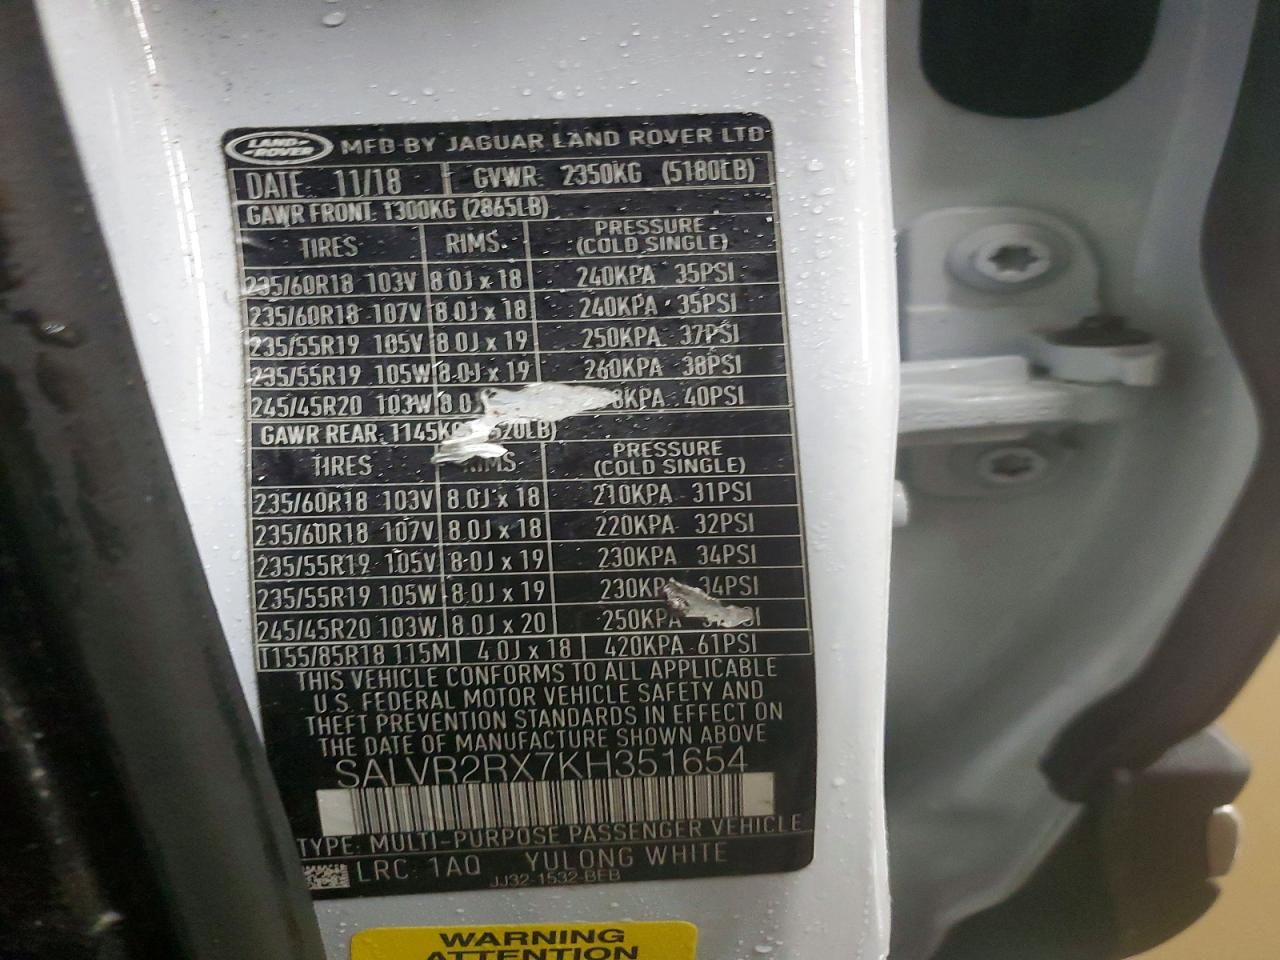 LAND ROVER MFD BY JAGUAR LAND ROVER LTD
DATE 11/18 GVWR: 2350KG (5180LB)
GAWR FRONT: 1300KG (2865LB)
TIRES RIMS PRESSURE (COLD SINGLE)
235/60R18 103V 8.0J x 18 240KPA 35PSI
235/60R18 107V 8.0J x 18 240KPA 35PSI
235/55R19 105V 8.0J x 19 250KPA 37PSI
235/55R19 105W 8.0J x 19 260KPA 38PSI
245/45R20 103W 8.0 40PSI
GAWR REAR:
TIRES RIMS PRESSURE (COLD SINGLE)
235/60R18 103V 8.0J x 18 210KPA 31PSI
235/60R18 107V 8.0J x 18 220KPA 32PSI
235/55R19 105V 8.0J x 19 230KPA 34PSI
235/55R19 105W 8.0J x 19 230KPA 34PSI
245/45R20 103W 8.0J x 20 250KPA
T155/85R18 115M 4.0J x 18 420KPA 61PSI
THIS VEHICLE CONFORMS TO ALL APPLICABLE
U.S. FEDERAL MOTOR VEHICLE SAFETY AND
THEFT PREVENTION STANDARDS IN EFFECT ON
THE DATE OF MANUFACTURE SHOWN ABOVE
SALVR2RX7KH351654
TYPE: MULTI-PURPOSE PASSENGER VEHICLE
LRC 1AQ YULONG WHITE
JJ32-1532-BEB
WARNING
ATTENTION